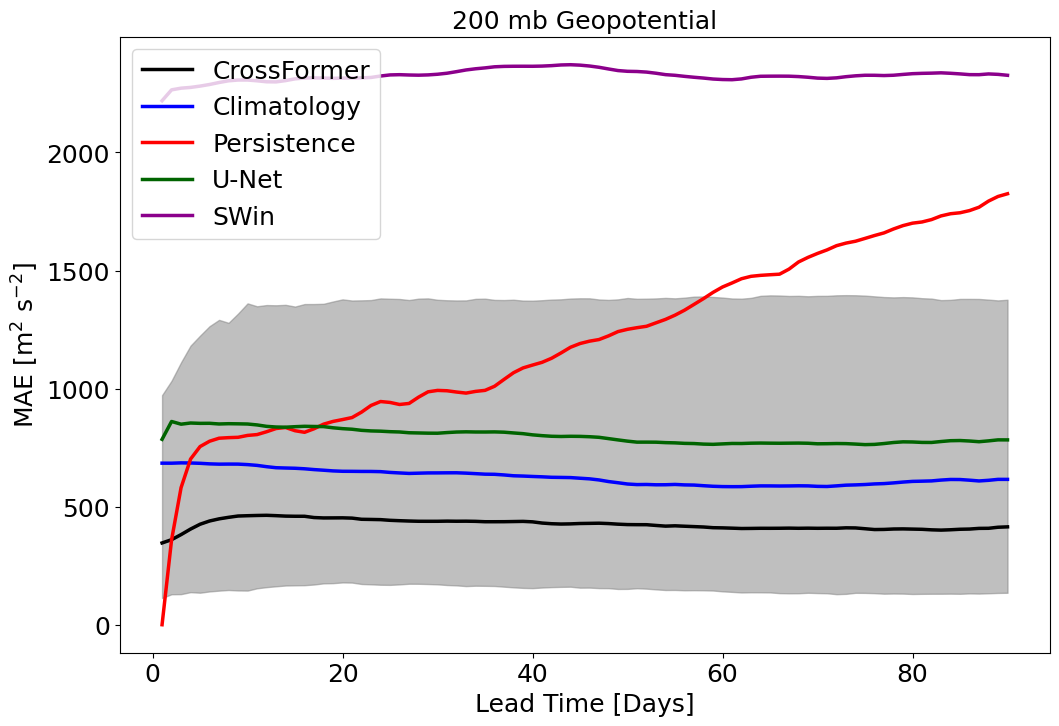 200 mb Geopotential
CrossFormer
Climatology
Persistence
U-Net
SWin
MAE [m² s⁻²]
2000
1500
1000
500
0
0 20 40 60 80
Lead Time [Days]